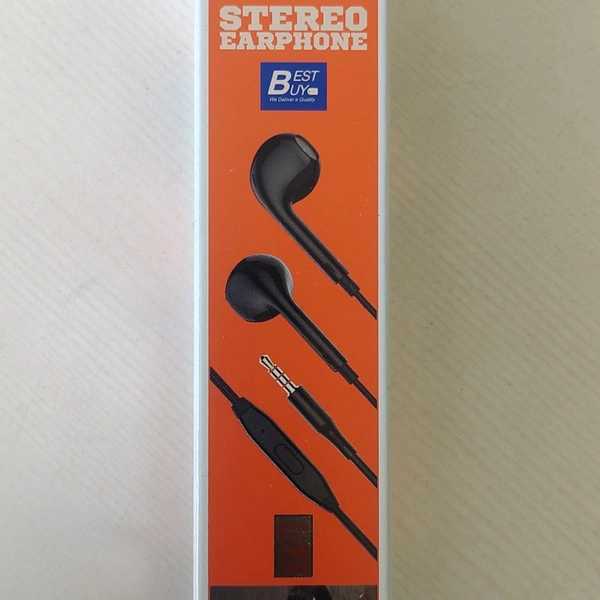 STEREO
EARPHONE
BEST
BUY
We Deliver a Quality